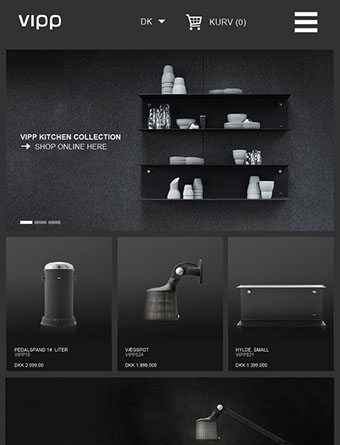 VIPP
DK
KURV (0)
VIPP KITCHEN COLLECTION
SHOP ONLINE HERE
PEDALSPAND 14 LITER
VIPP15
DKK 2.099,00
VÆGSPOT
VIPP524
DKK 1.899,000
HYLDE, SMALL
VIPP921
DKK 1.399,000